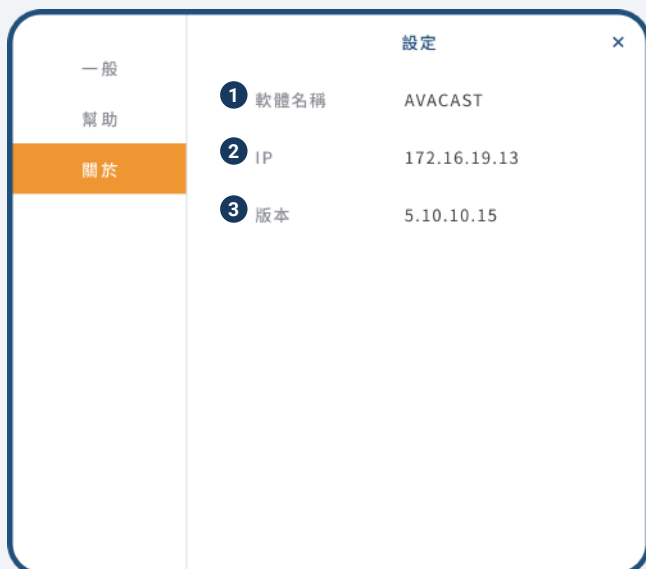 設定 ×
一般
幫助
關於
1 軟體名稱 AVACAST
2 IP 172.16.19.13
3 版本 5.10.10.15